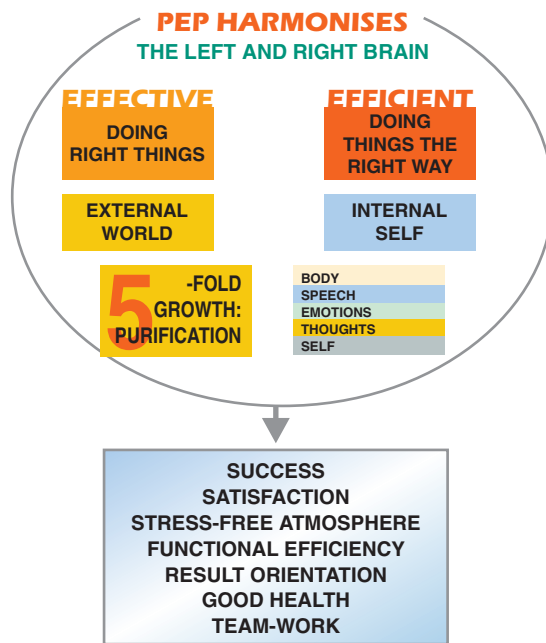 PEP HARMONISES
THE LEFT AND RIGHT BRAIN
EFFECTIVE
DOING
RIGHT THINGS
EFFICIENT
DOING
THINGS THE
RIGHT WAY
EXTERNAL
WORLD
INTERNAL
SELF
5 -FOLD
GROWTH:
PURIFICATION
BODY
SPEECH
EMOTIONS
THOUGHTS
SELF
SUCCESS
SATISFACTION
STRESS-FREE ATMOSPHERE
FUNCTIONAL EFFICIENCY
RESULT ORIENTATION
GOOD HEALTH
TEAM-WORK